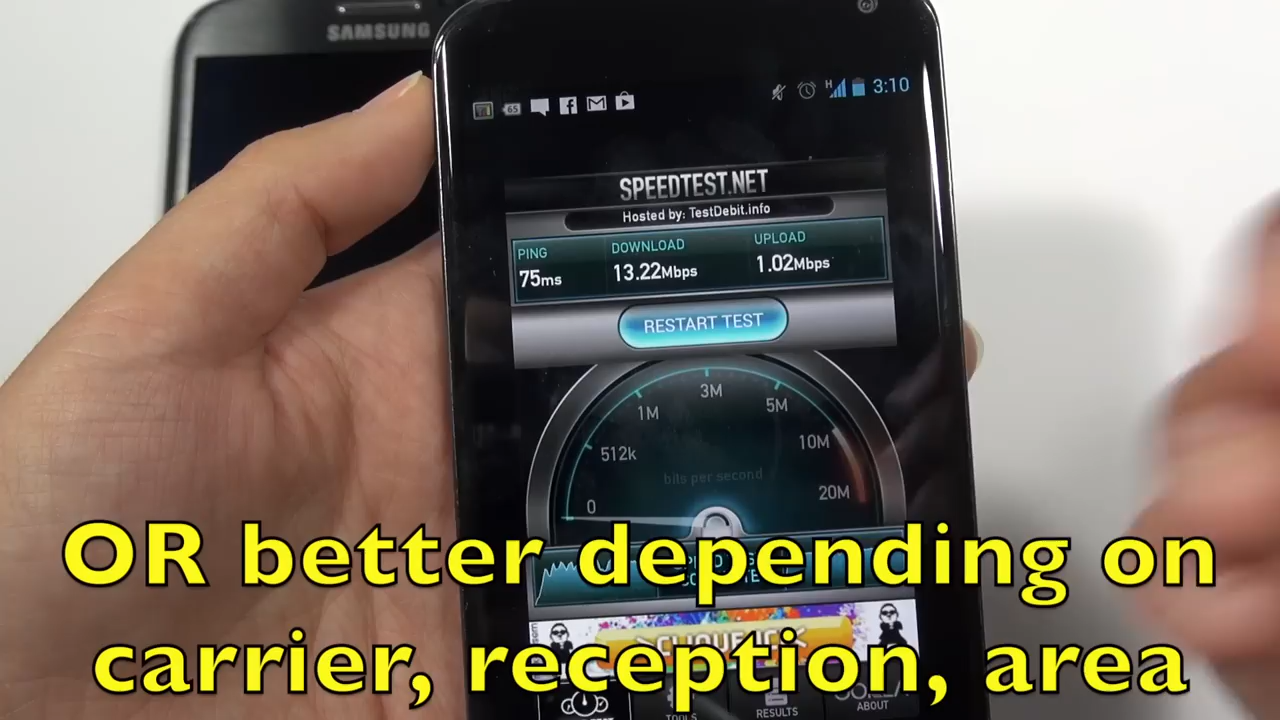 SAMSUNG
65
H
3:10
SPEEDTEST.NET
Hosted by: TestDebit.info
PING
DOWNLOAD
UPLOAD
75ms
13.22Mbps
1.02Mbps
RESTART TEST
3M
1M
5M
512k
10M
bits per second
0
20M
OR better depending on
carrier, reception, area
TOOLS
RESULTS
ABOUT